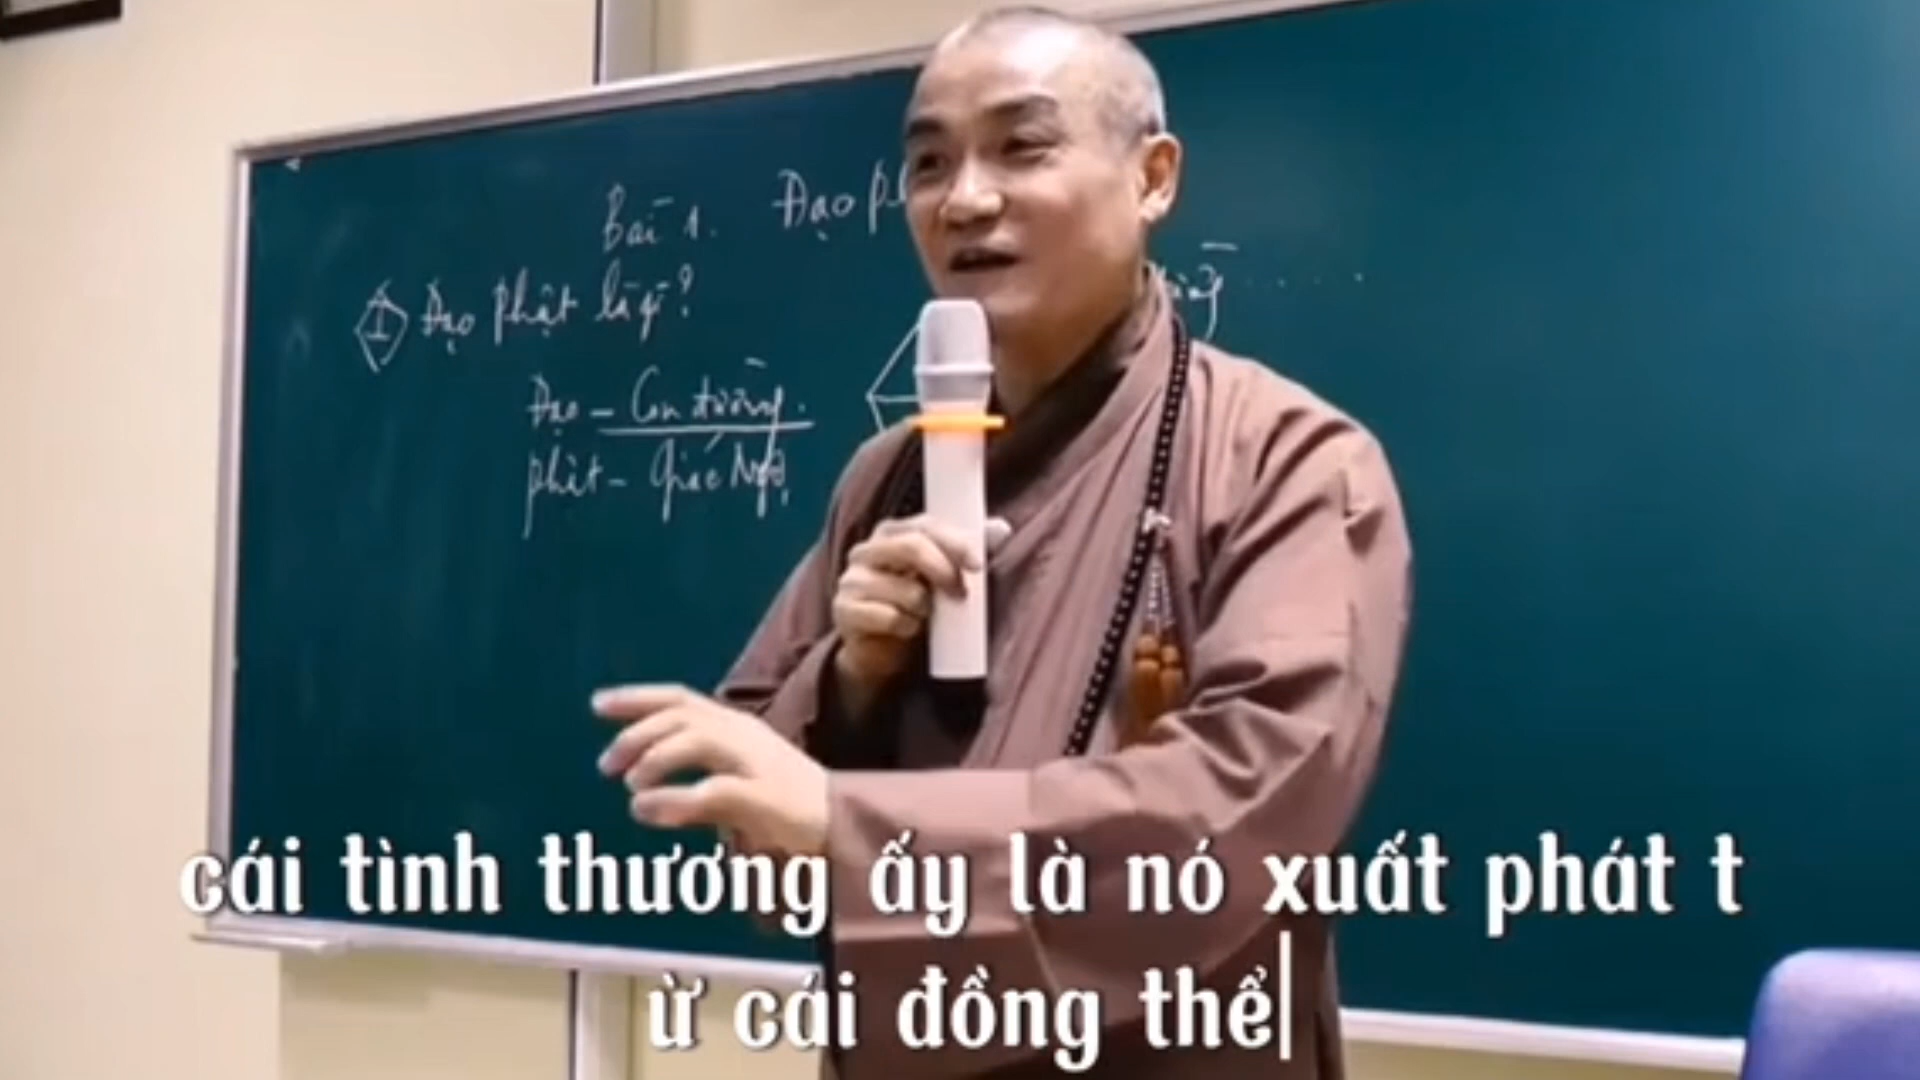 Bài 1. Đạo
I Đạo Phật là gì?
Đạo - Con đường.
Phật - Giác Ngộ,
cái tình thương ấy là nó xuất phát t
ừ cái đồng thể